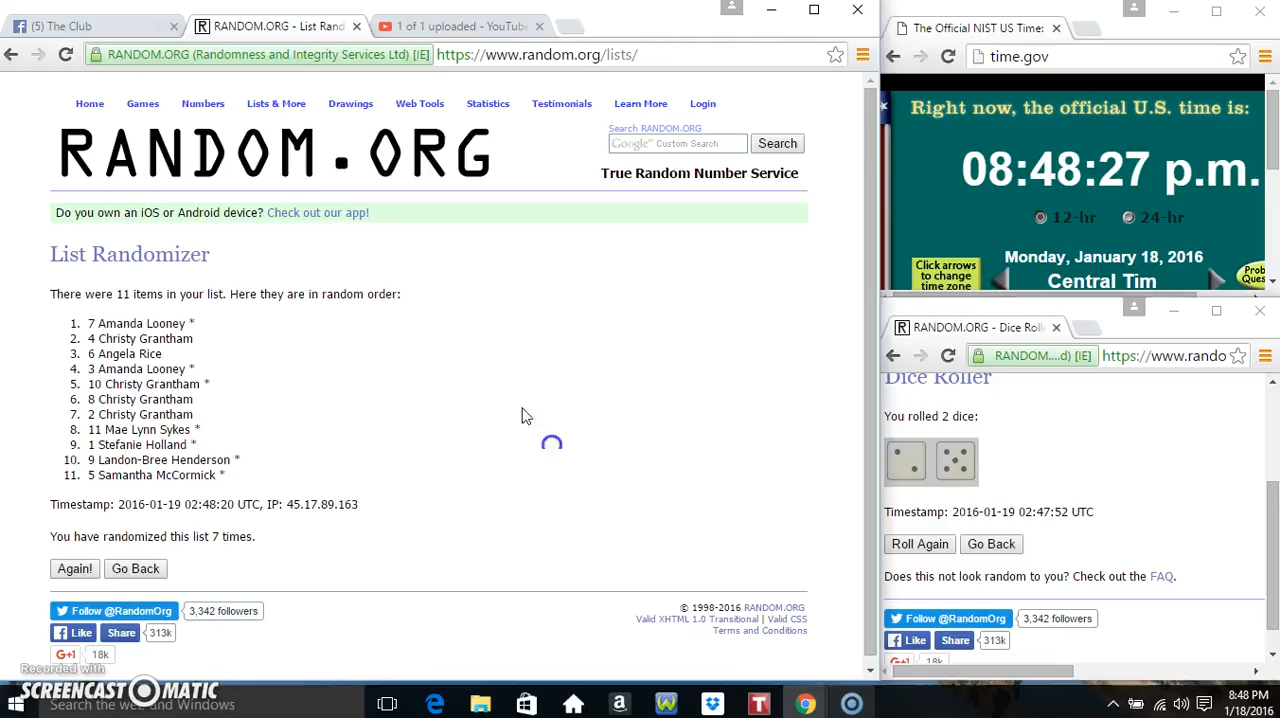 (5) The Club
RANDOM.ORG - List Rand
1 of 1 uploaded - YouTube
RANDOM.ORG (Randomness and Integrity Services Ltd) [IE]
https://www.random.org/lists/
Home Games Numbers Lists & More Drawings Web Tools Statistics Testimonials Learn More Login
RANDOM.ORG
Search RANDOM.ORG
Google™ Custom Search
Search
True Random Number Service
Do you own an iOS or Android device? Check out our app!
List Randomizer
There were 11 items in your list. Here they are in random order:
1. 7 Amanda Looney *
2. 4 Christy Grantham
3. 6 Angela Rice
4. 3 Amanda Looney *
5. 10 Christy Grantham *
6. 8 Christy Grantham
7. 2 Christy Grantham
8. 11 Mae Lynn Sykes *
9. 1 Stefanie Holland *
10. 9 Landon-Bree Henderson *
11. 5 Samantha McCormick *
Timestamp: 2016-01-19 02:48:20 UTC, IP: 45.17.89.163
You have randomized this list 7 times.
Again! Go Back
Follow @RandomOrg 3,342 followers
Like Share 313k
G+1 18k
© 1998-2016 RANDOM.ORG
Valid XHTML 1.0 Transitional | Valid CSS
Terms and Conditions
The Official NIST US Time:
time.gov
Right now, the official U.S. time is:
08:48:27 p.m.
12-hr 24-hr
Monday, January 18, 2016
Central Tim
Click arrows
to change
time zone
Prob
Ques
RANDOM.ORG - Dice Roll
RANDOM....d) [IE]
https://www.rando
Dice Roller
You rolled 2 dice:
Timestamp: 2016-01-19 02:47:52 UTC
Roll Again Go Back
Does this not look random to you? Check out the FAQ.
Follow @RandomOrg 3,342 followers
Like Share 313k
G+1 18k
Recorded with
SCREENCAST-O-MATIC
Search the web and Windows
8:48 PM
1/18/2016